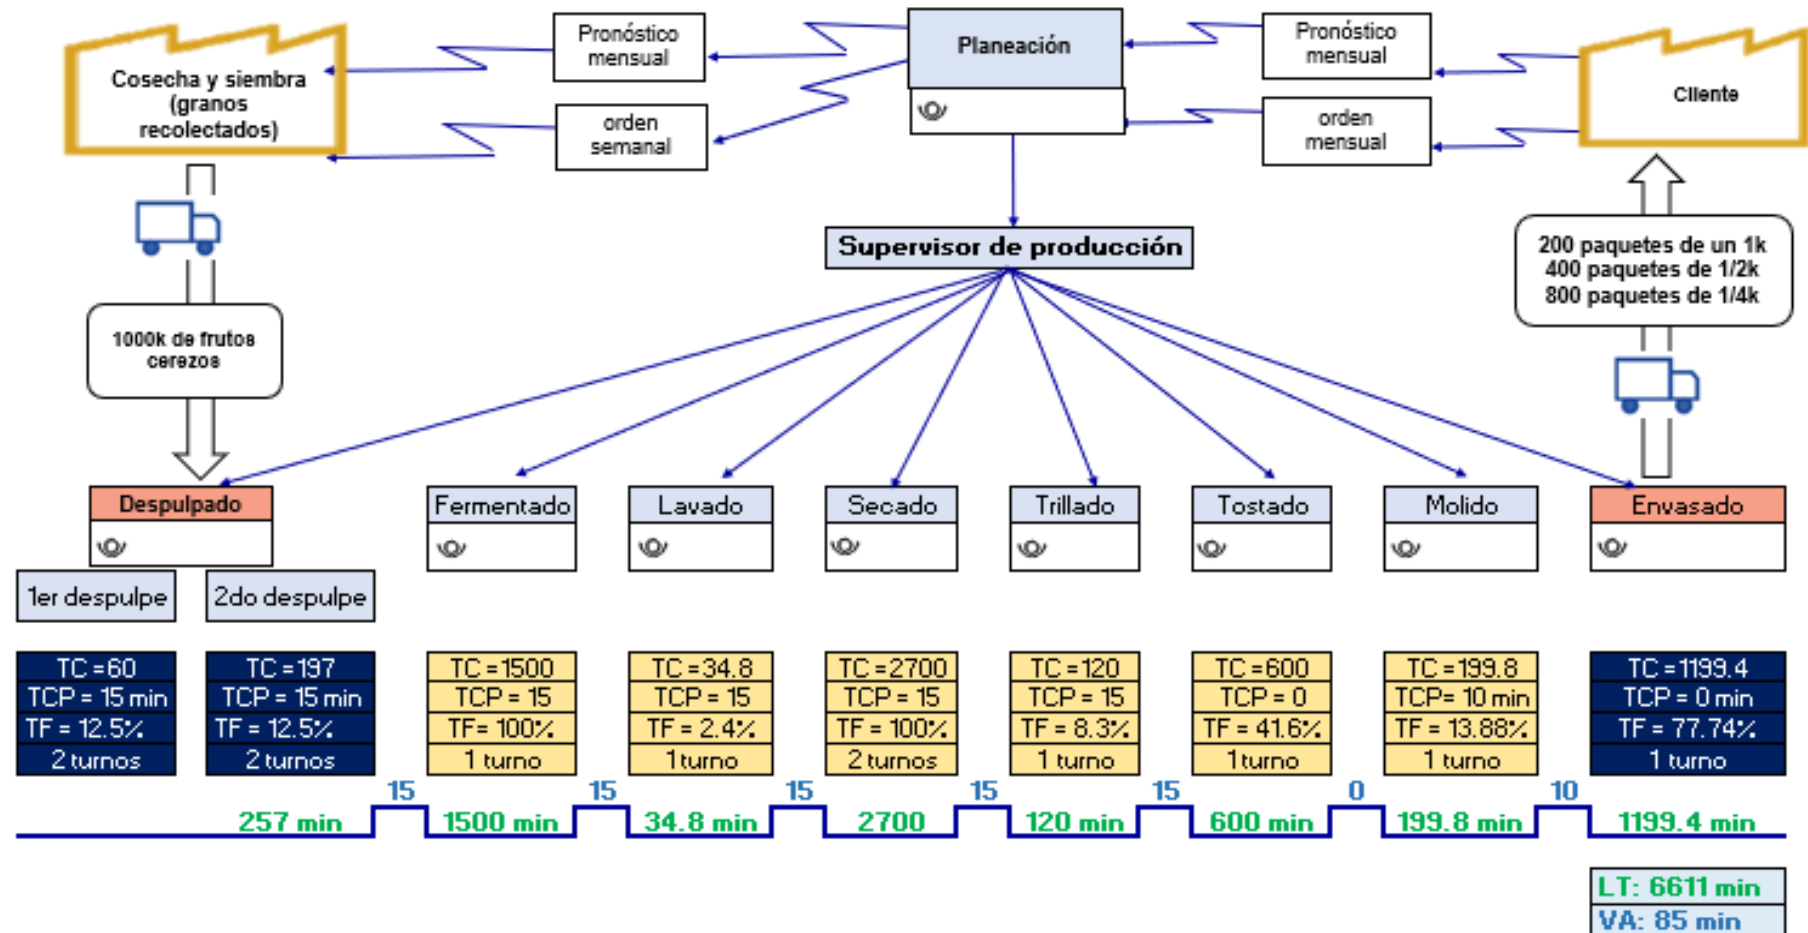 Cosecha y siembra
(granos
recolectados)
Pronóstico
mensual
orden
semanal
Planeación
Pronóstico
mensual
orden
mensual
Cliente
Supervisor de producción
1000k de frutos
cerezos
200 paquetes de un 1k
400 paquetes de 1/2k
800 paquetes de 1/4k
Despulpado
Fermentado
Lavado
Secado
Trillado
Tostado
Molido
Envasado
1er despulpe
2do despulpe
TC =60
TCP = 15 min
TF = 12.5%
2 turnos
TC =197
TCP = 15 min
TF = 12.5%
2 turnos
TC =1500
TCP = 15
TF= 100%
1 turno
TC =34.8
TCP = 15
TF = 2.4%
1 turno
TC =2700
TCP = 15
TF = 100%
2 turnos
TC =120
TCP = 15
TF = 8.3%
1 turno
TC =600
TCP = 0
TF = 41.6%
1 turno
TC =199.8
TCP= 10 min
TF = 13.88%
1 turno
TC =1199.4
TCP = 0 min
TF = 77.74%
1 turno
15
15
15
15
15
0
10
257 min
1500 min
34.8 min
2700
120 min
600 min
199.8 min
1199.4 min
LT: 6611 min
VA: 85 min